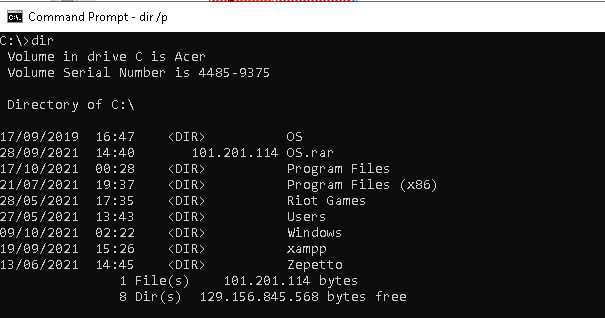 Command Prompt - dir /p
C:\>dir
Volume in drive C is Acer
Volume Serial Number is 4485-9375
Directory of C:\
17/09/2019 16:47 <DIR> OS
28/09/2021 14:40 101.201.114 OS.rar
17/10/2021 00:28 <DIR> Program Files
21/07/2021 19:37 <DIR> Program Files (x86)
28/05/2021 17:35 <DIR> Riot Games
27/05/2021 13:43 <DIR> Users
09/10/2021 02:22 <DIR> Windows
19/09/2021 15:26 <DIR> xampp
13/06/2021 14:45 <DIR> Zepetto
1 File(s) 101.201.114 bytes
8 Dir(s) 129.156.845.568 bytes free